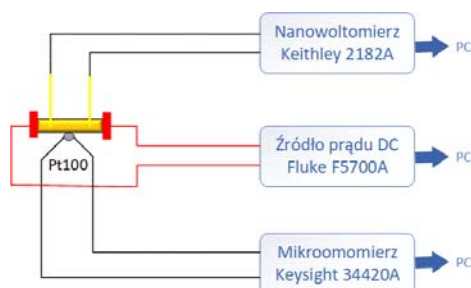 Nanowoltomierz
Keithley 2182A
PC
Pt100
Źródło prądu DC
Fluke F5700A
PC
Mikroomomierz
Keysight 34420A
PC